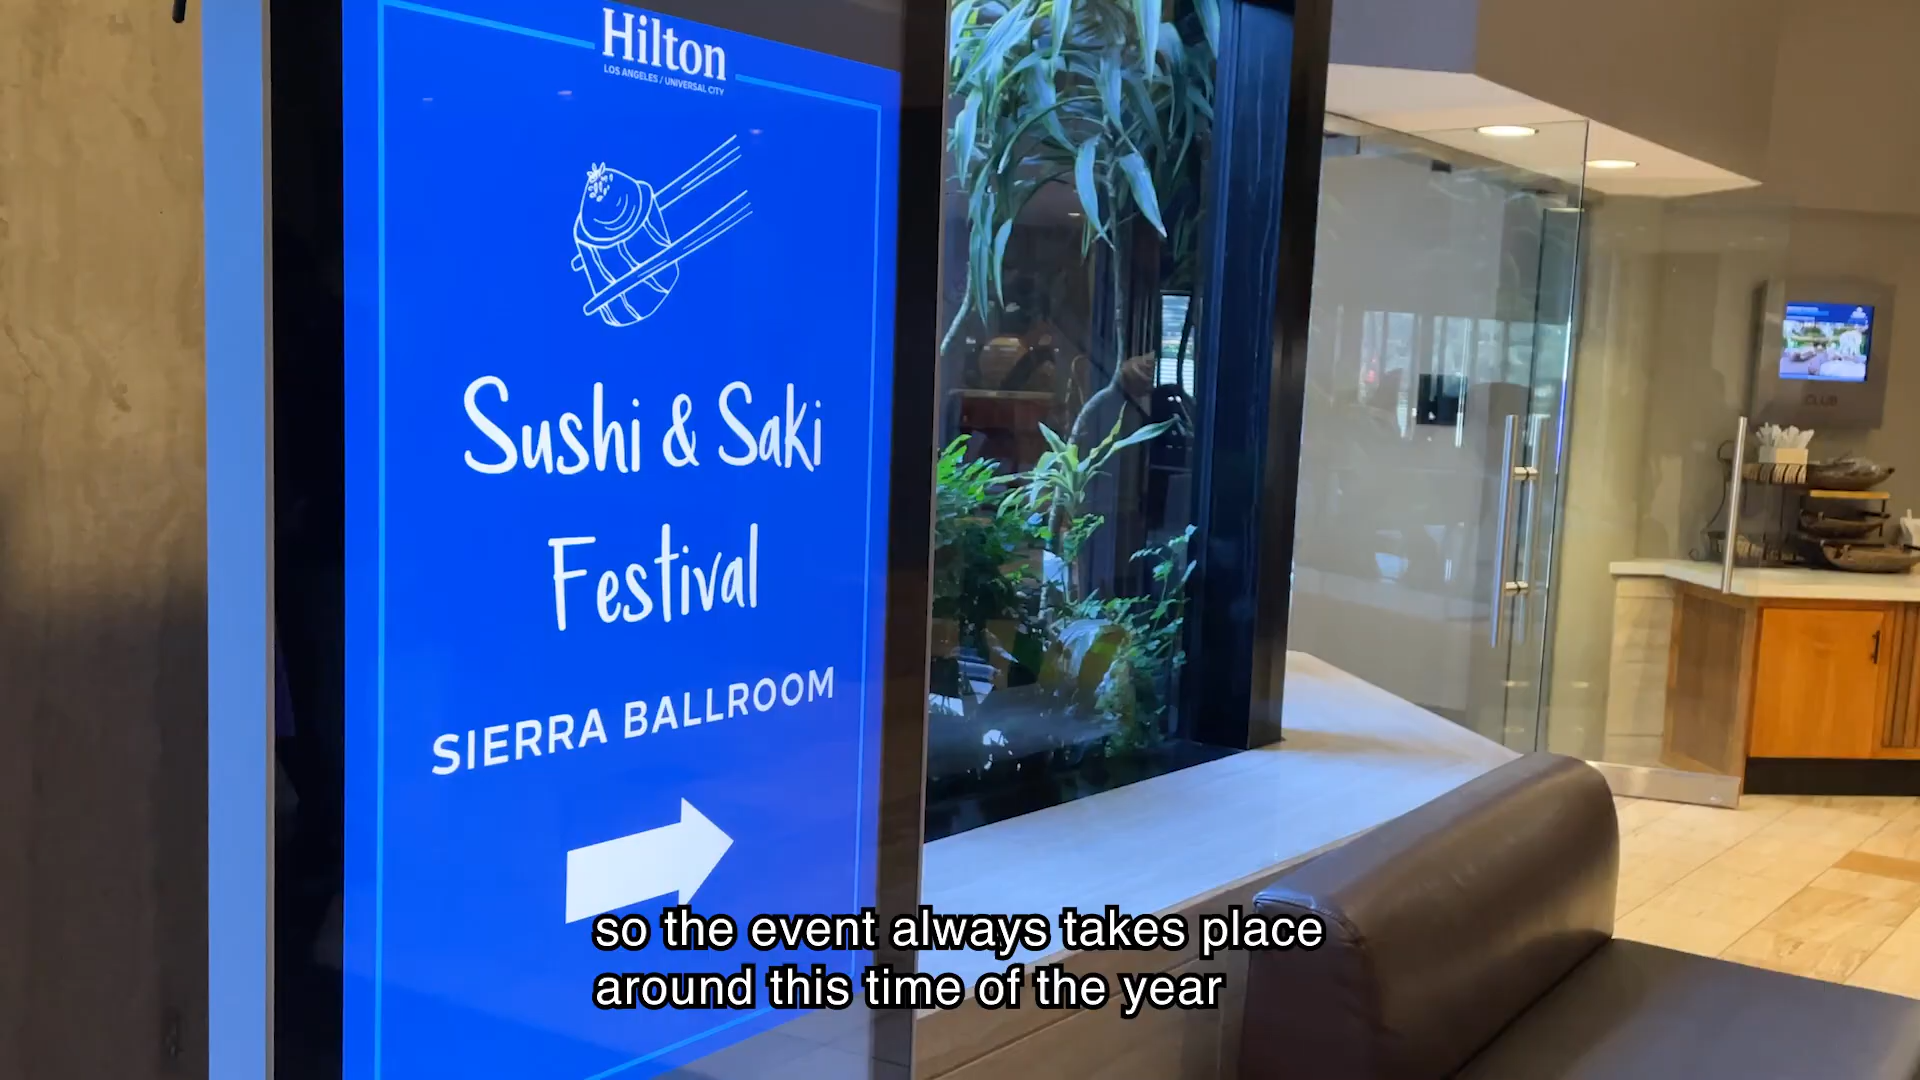 Hilton
LOS ANGELES / UNIVERSAL CITY
Sushi & Saki
Festival
SIERRA BALLROOM
CLUB
so the event always takes place
around this time of the year